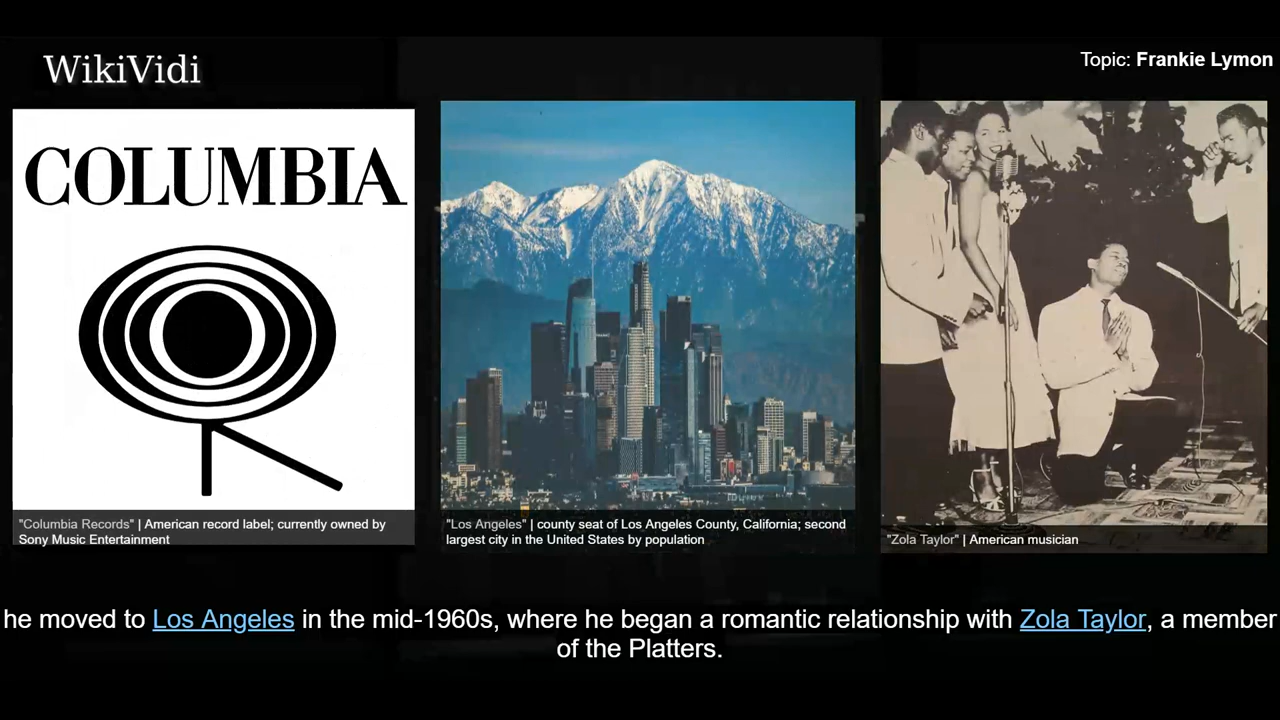 WikiVidi
Topic: Frankie Lymon
COLUMBIA
"Columbia Records" | American record label; currently owned by
Sony Music Entertainment
"Los Angeles" | county seat of Los Angeles County, California; second
largest city in the United States by population
"Zola Taylor" | American musician
he moved to Los Angeles in the mid-1960s, where he began a romantic relationship with Zola Taylor, a member
of the Platters.